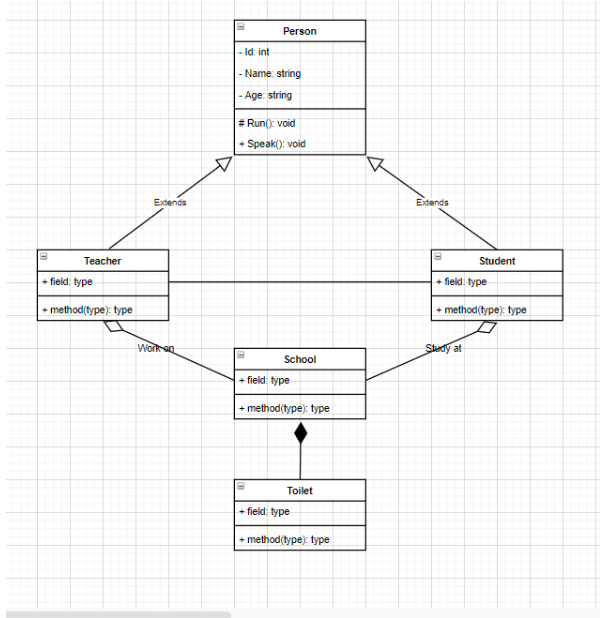 Person
- Id: int
- Name: string
- Age: string
# Run(): void
+ Speak(): void
Extends
Extends
Teacher
+ field: type
+ method(type): type
Student
+ field: type
+ method(type): type
Work on
Study at
School
+ field: type
+ method(type): type
Toilet
+ field: type
+ method(type): type